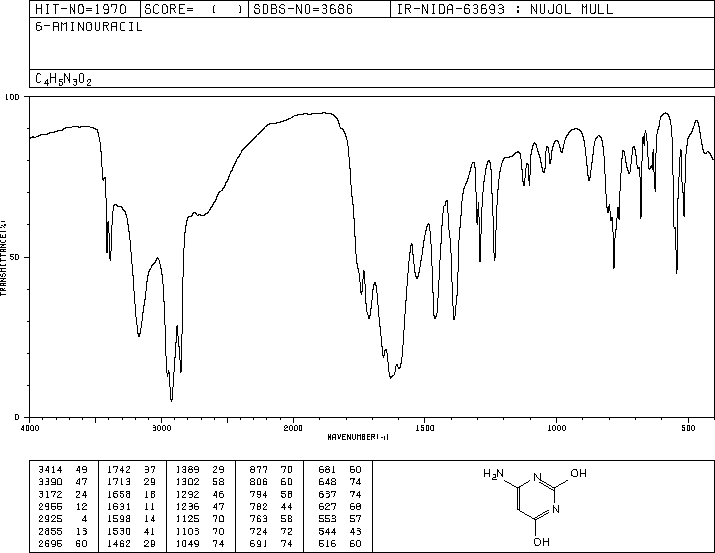 HIT-NO=1970 SCORE= ( ) SDBS-NO=3686 IR-NIDA-63693 : NUJOL MULL
6-AMINOURACIL
C4H5N3O2
100
50
0
TRANSMITTANCE(%)
4000 3000 2000 1500 1000 500
WAVENUMBER(-1)
3414 49 1742 37 1389 29 877 70 681 60
3390 47 1713 29 1302 58 806 60 648 74
3172 24 1658 18 1292 46 794 58 637 74
2955 12 1631 11 1236 47 782 44 627 68
2925 4 1598 14 1125 70 763 58 553 57
2855 13 1530 41 1103 70 724 72 544 43
2695 60 1462 29 1049 74 691 74 516 60
H2N N OH
N
OH